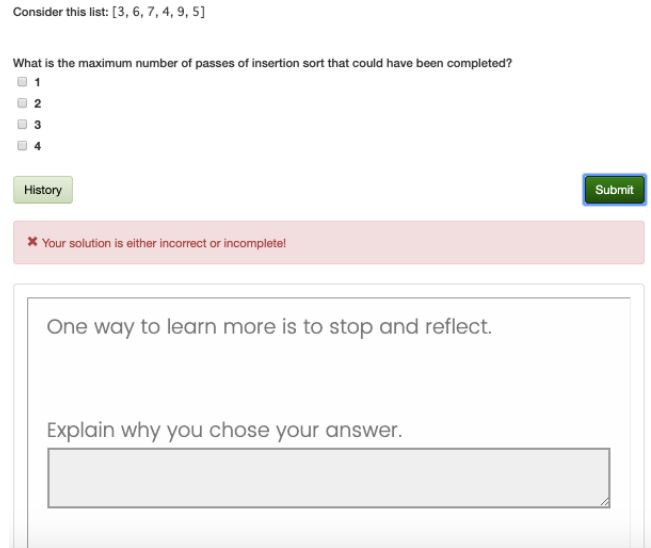 Consider this list: [3, 6, 7, 4, 9, 5]
What is the maximum number of passes of insertion sort that could have been completed?
1
2
3
4
History
Submit
✖ Your solution is either incorrect or incomplete!
One way to learn more is to stop and reflect.
Explain why you chose your answer.